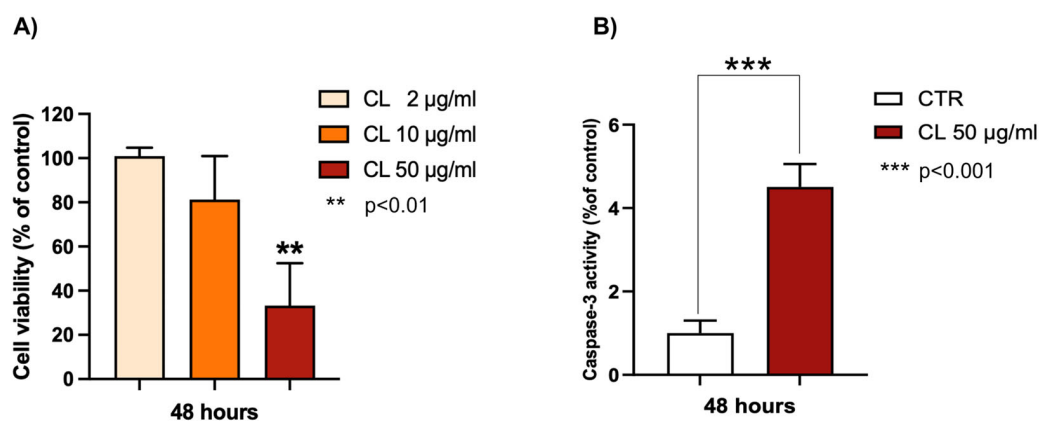 A)
Cell viability (% of control)
120
100
80
60
40
20
0
**
48 hours
CL 2 µg/ml
CL 10 µg/ml
CL 50 µg/ml
** p<0.01
B)
Caspase-3 activity (%of control)
6
4
2
0
***
48 hours
CTR
CL 50 µg/ml
*** p<0.001